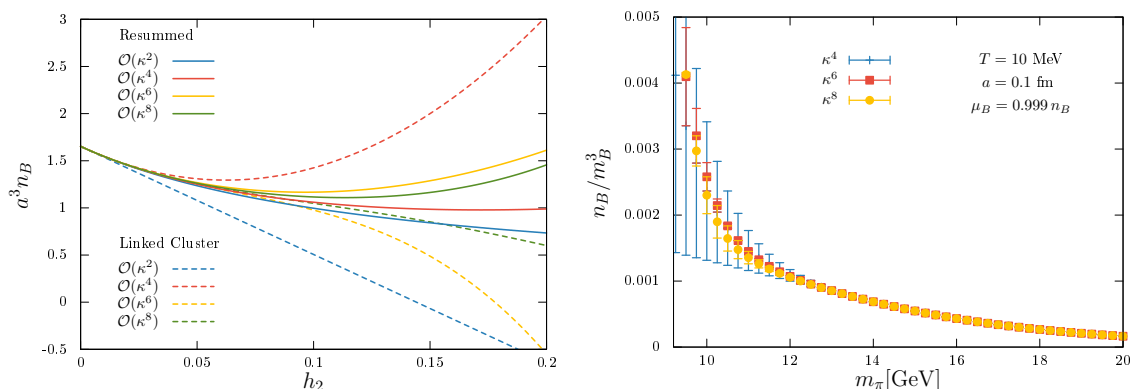 3
2.5
2
1.5
1
0.5
0
-0.5
a³n_B
Resummed
𝒪(κ²)
𝒪(κ⁴)
𝒪(κ⁶)
𝒪(κ⁸)
Linked Cluster
𝒪(κ²)
𝒪(κ⁴)
𝒪(κ⁶)
𝒪(κ⁸)
0 0.05 0.1 0.15 0.2
h₂
0.005
0.004
0.003
0.002
0.001
0
n_B/m_B³
κ⁴
κ⁶
κ⁸
T = 10 MeV
a = 0.1 fm
μ_B = 0.999 n_B
10 12 14 16 18 20
m_π[GeV]